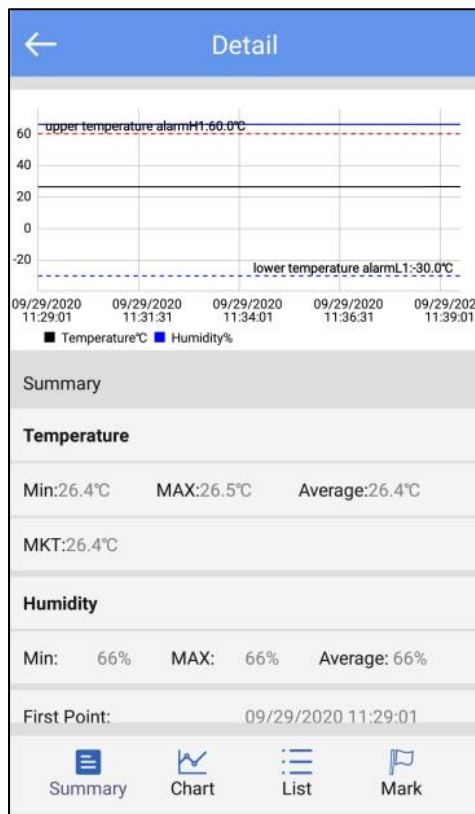 Detail
upper temperature alarmH1:60.0℃
60
40
20
0
-20
lower temperature alarmL1:-30.0℃
09/29/2020 09/29/2020 09/29/2020 09/29/2020 09/29/202
11:29:01 11:31:31 11:34:01 11:36:31 11:39:01
Temperature℃ Humidity%
Summary
Temperature
Min:26.4℃ MAX:26.5℃ Average:26.4℃
MKT:26.4℃
Humidity
Min: 66% MAX: 66% Average: 66%
First Point: 09/29/2020 11:29:01
Summary Chart List Mark